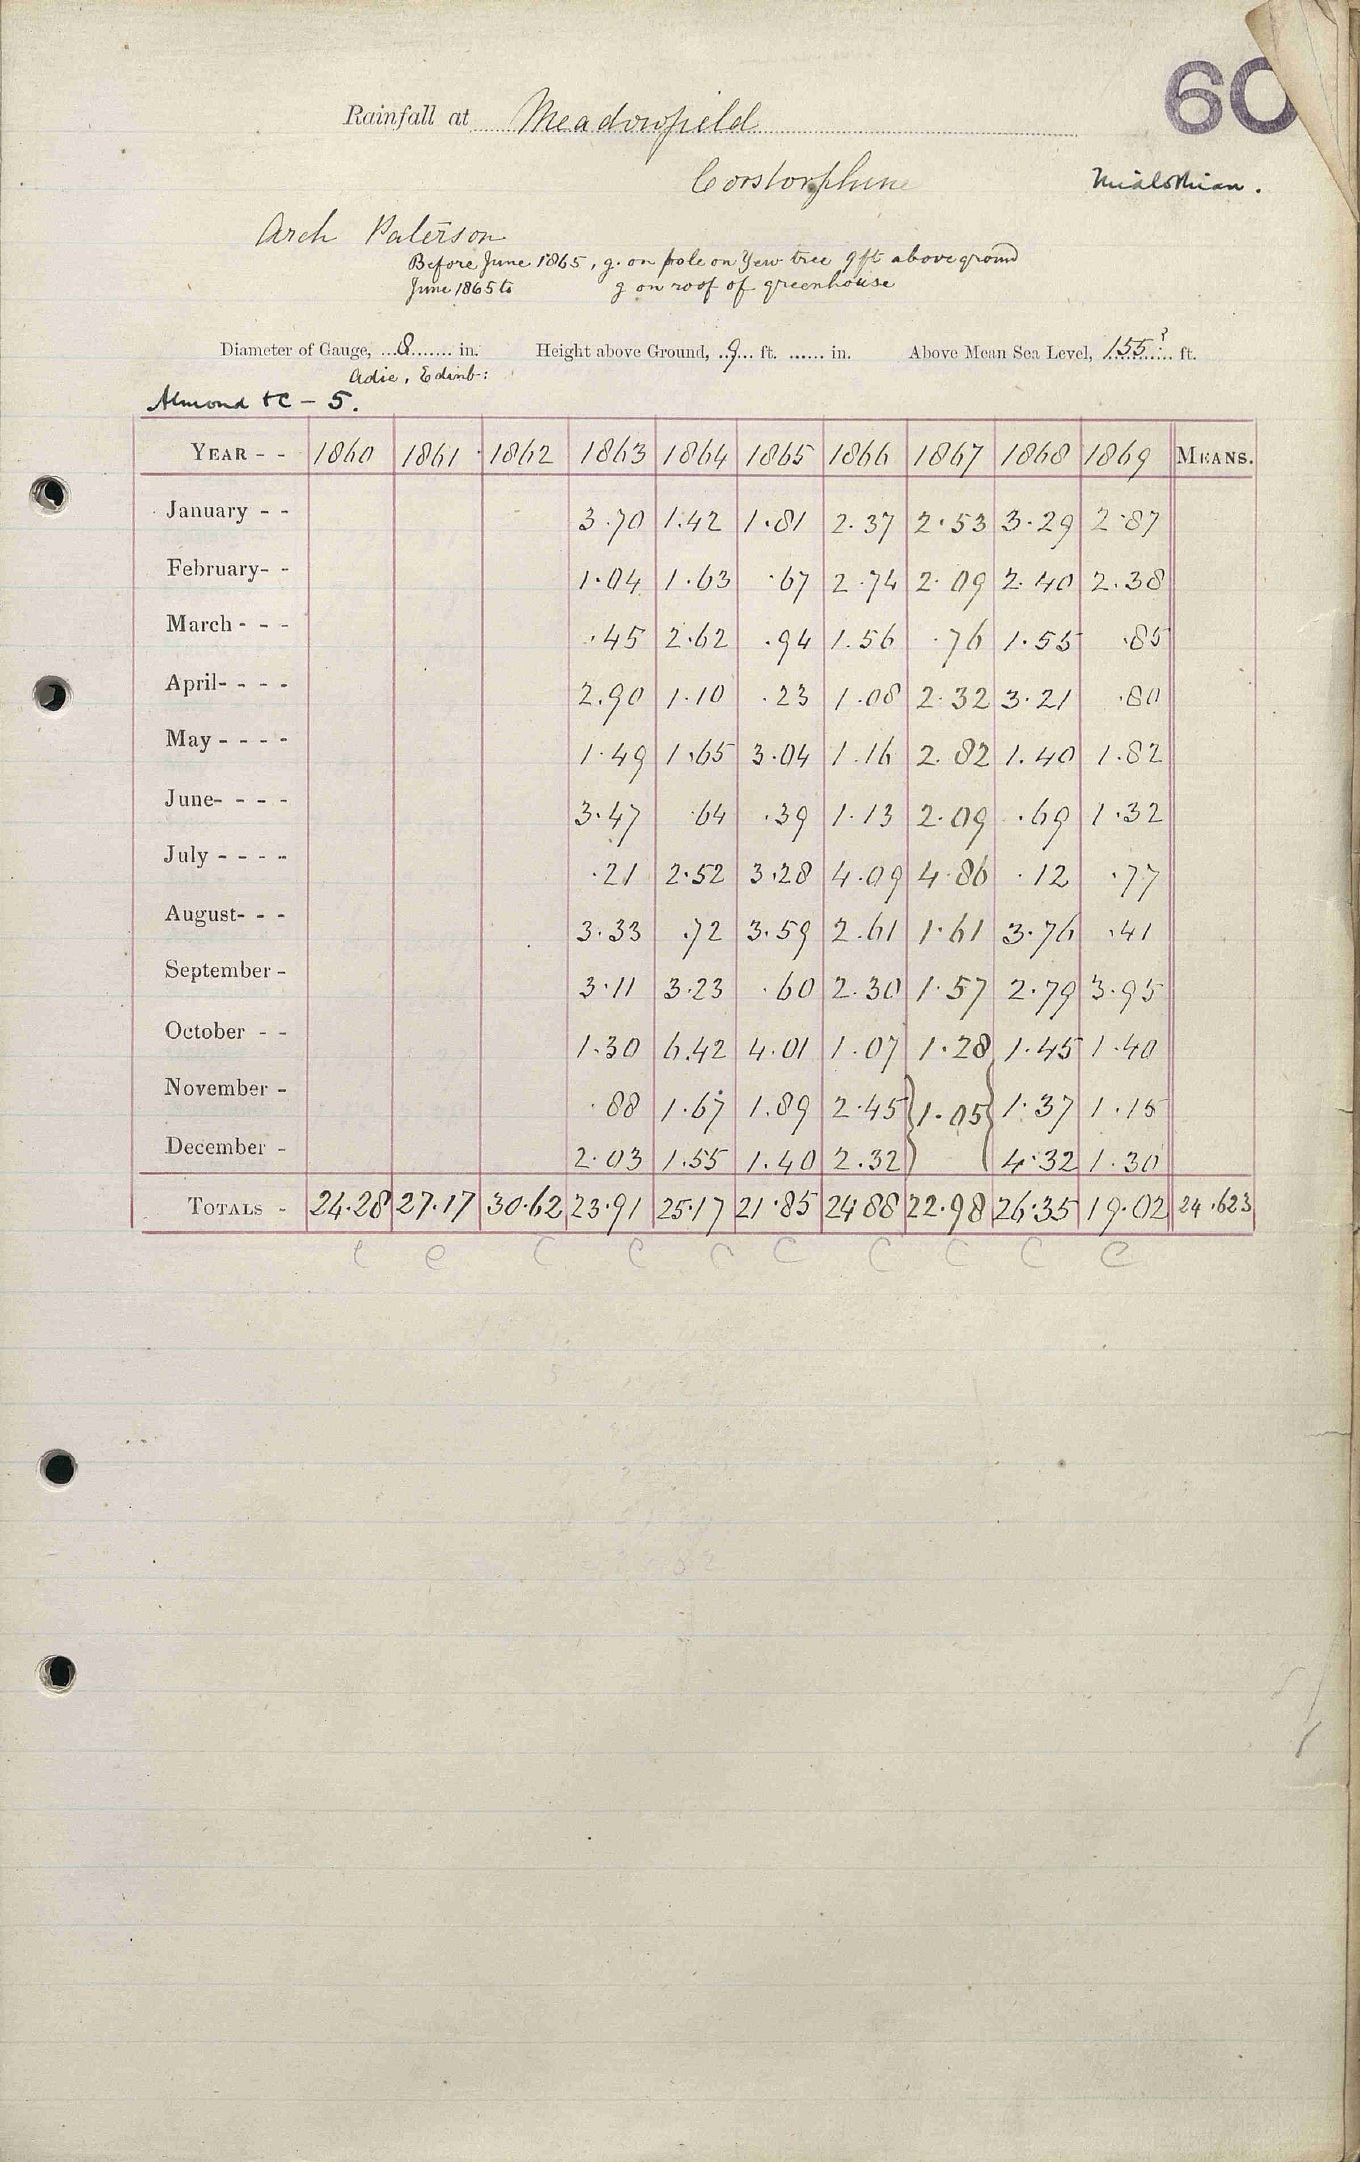 60
Rainfall at Meadowfield
Corstorphine Midlothian.
Arch Paterson
Before June 1865, g. on pole on Yew tree 9ft above ground
June 1865 to g on roof of greenhouse
Diameter of Gauge, 8 in. Height above Ground, 9 ft. ...... in. Above Mean Sea Level, 155? ft.
Adie, Edinb:
Almond &c - 5.
YEAR - - 1860 1861 1862 1863 1864 1865 1866 1867 1868 1869 MEANS.
January - - 3.70 1.42 1.81 2.37 2.53 3.29 2.87
February- - 1.04 1.63 .67 2.74 2.09 2.40 2.38
March - - - .45 2.62 .94 1.56 .76 1.55 .85
April- - - - 2.90 1.10 .23 1.08 2.32 3.21 .80
May - - - - 1.49 1.65 3.04 1.16 2.82 1.40 1.82
June- - - - 3.47 .64 .39 1.13 2.09 .69 1.32
July - - - - .21 2.52 3.28 4.09 4.86 .12 .77
August- - - 3.33 .72 3.59 2.61 1.61 3.76 .41
September - 3.11 3.23 .60 2.30 1.57 2.79 3.95
October - - 1.30 6.42 4.01 1.07 1.28 1.45 1.40
November - .88 1.67 1.89 2.45 } 1.05 { 1.37 1.15
December - 2.03 1.55 1.40 2.32 4.32 1.30
TOTALS - 24.28 27.17 30.62 23.91 25.17 21.85 24 88 22.98 26.35 19.02 24.623
c c c c c c c c c c